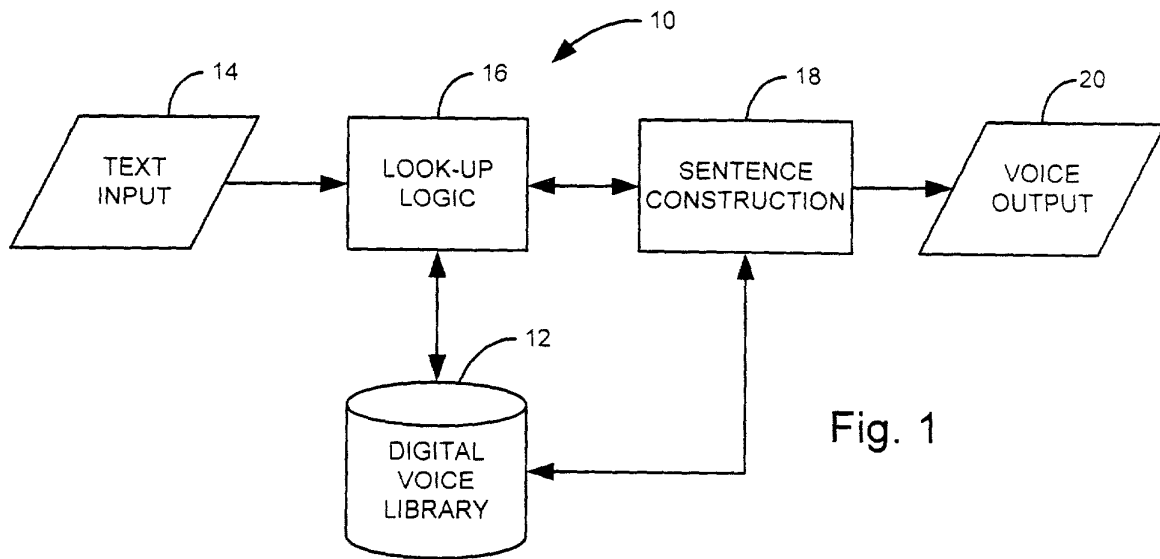 10
14
16
18
20
TEXT
INPUT
LOOK-UP
LOGIC
SENTENCE
CONSTRUCTION
VOICE
OUTPUT
12
DIGITAL
VOICE
LIBRARY
Fig. 1